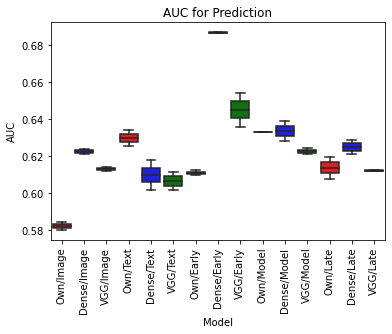 AUC for Prediction
AUC
0.68
0.66
0.64
0.62
0.60
0.58
Own/Image
Dense/Image
VGG/Image
Own/Text
Dense/Text
VGG/Text
Own/Early
Dense/Early
VGG/Early
Own/Model
Dense/Model
VGG/Model
Own/Late
Dense/Late
VGG/Late
Model